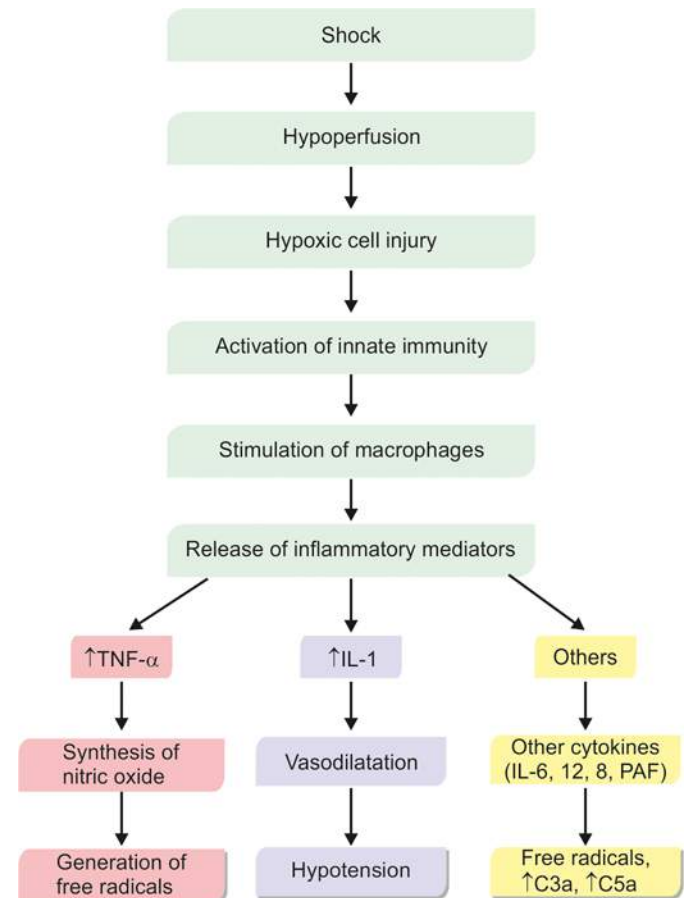 Shock
Hypoperfusion
Hypoxic cell injury
Activation of innate immunity
Stimulation of macrophages
Release of inflammatory mediators
↑TNF-α
↑IL-1
Others
Synthesis of
nitric oxide
Vasodilatation
Other cytokines
(IL-6, 12, 8, PAF)
Generation of
free radicals
Hypotension
Free radicals,
↑C3a, ↑C5a